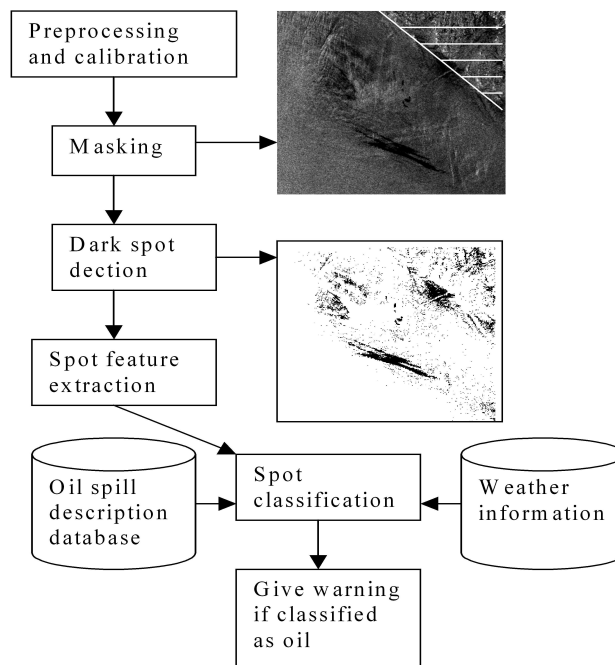 Preprocessing
and calibration
Masking
Dark spot
dection
Spot feature
extraction
Oil spill
description
database
Spot
classification
Weather
information
Give warning
if classified
as oil